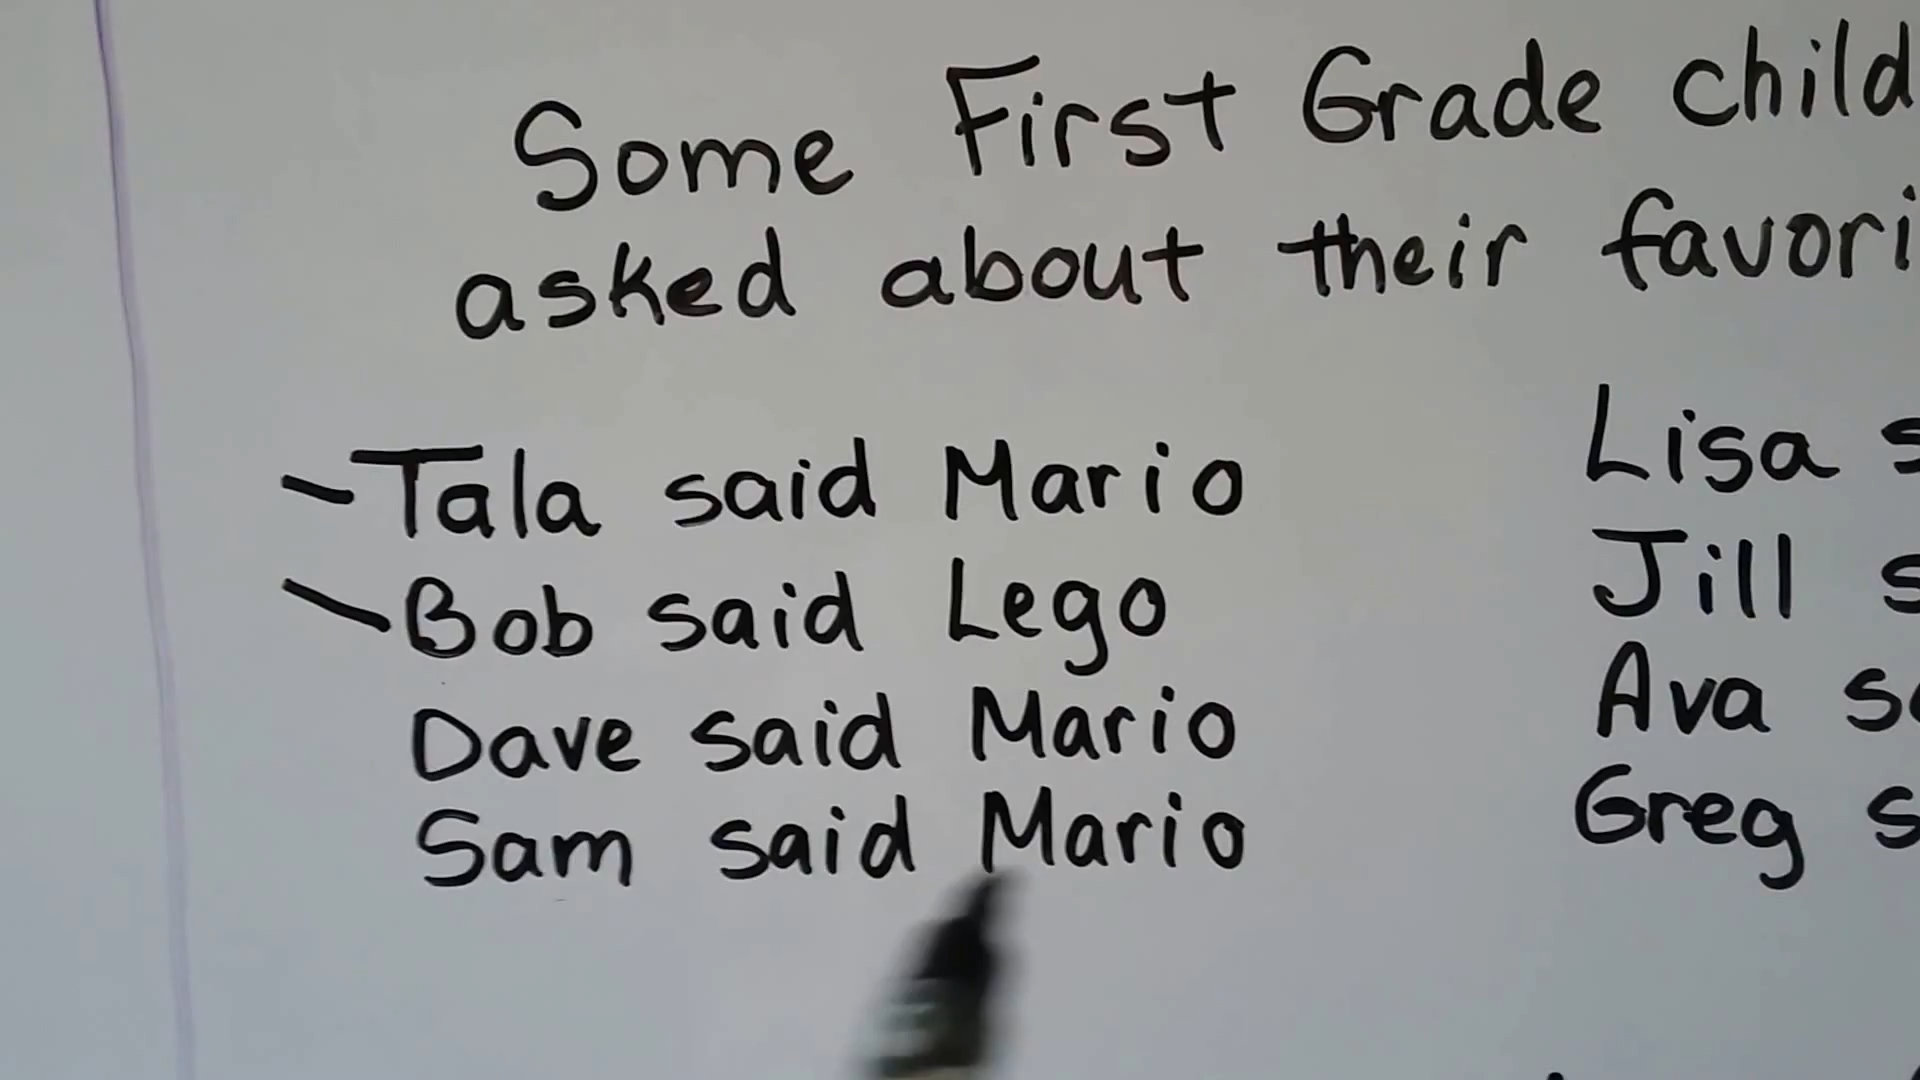 Some First Grade child
asked about their favori
Tala said Mario
Bob said Lego
Dave said Mario
Sam said Mario
Lisa s
Jill s
Ava sa
Greg s